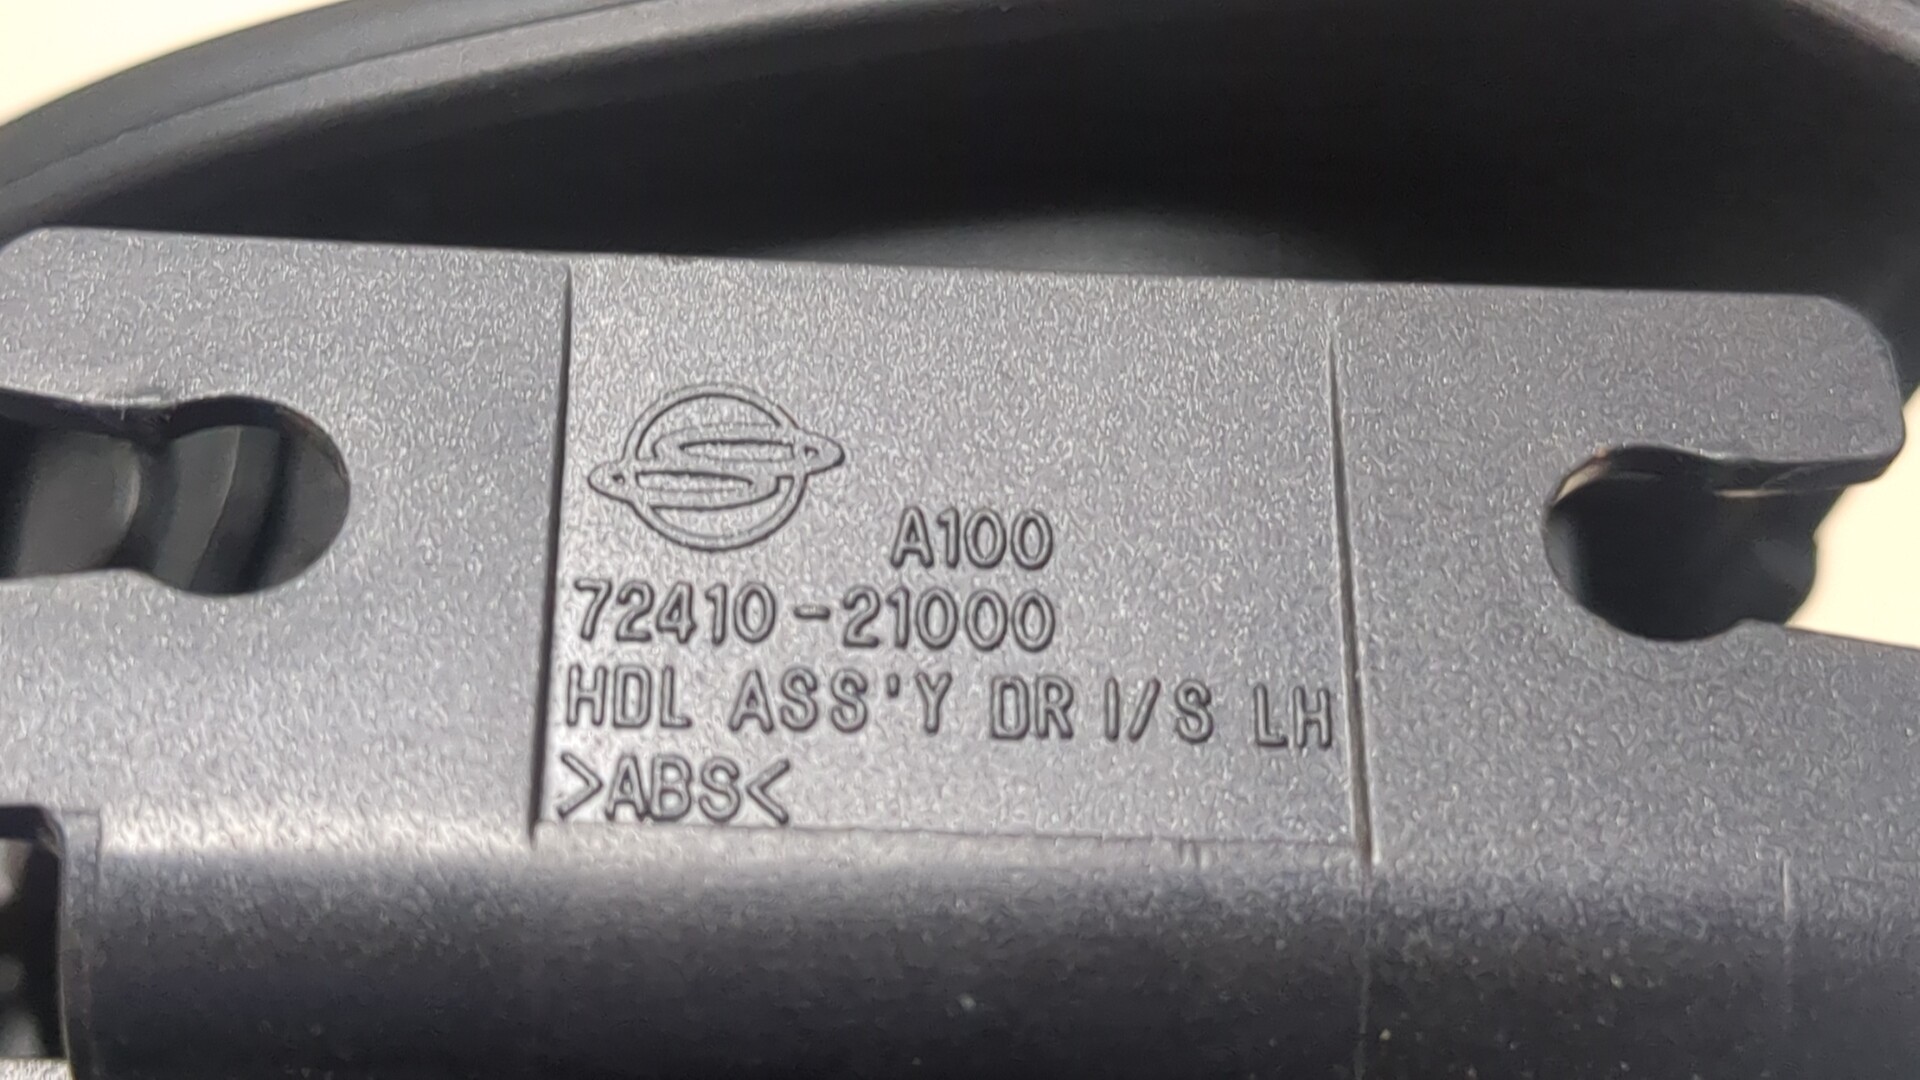 A100
72410-21000
HDL ASS'Y DR I/S LH
>ABS<